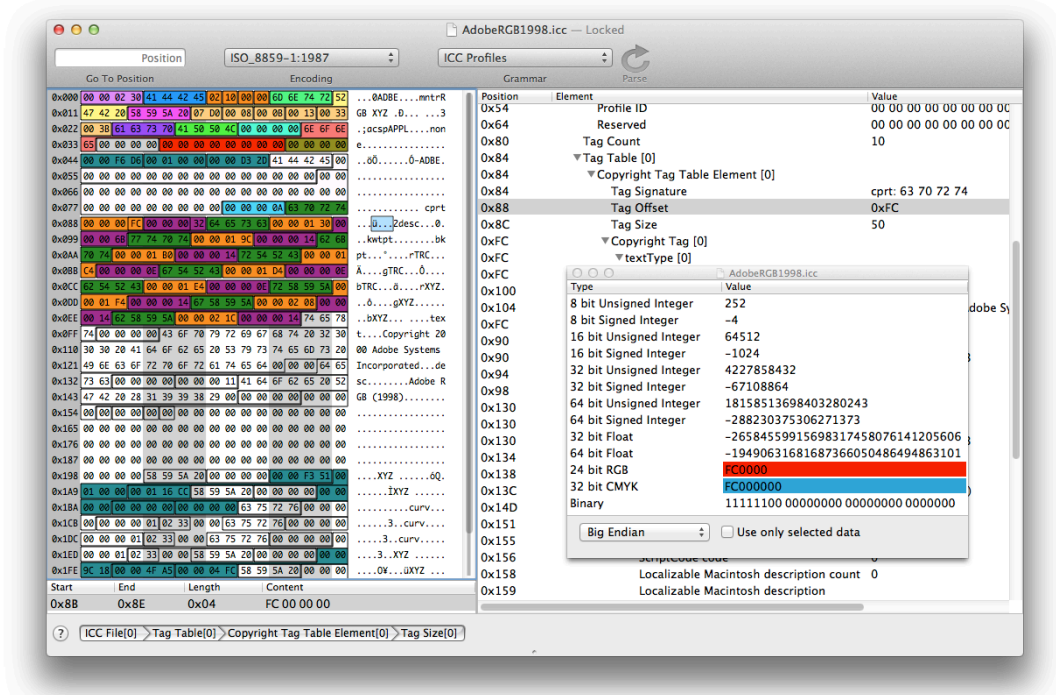 AdobeRGB1998.icc — Locked
Position
ISO_8859-1:1987
ICC Profiles
Go To Position
Encoding
Grammar
Parse
0x000 00 00 02 30 41 44 42 45 02 10 00 00 6D 6E 74 72 52 ...0ADBE....mntrR
0x011 47 42 20 58 59 5A 20 07 D0 00 08 00 0B 00 13 00 33 GB XYZ .Ð... ...3
0x022 00 3B 61 63 73 70 41 50 50 4C 00 00 00 00 6E 6F 6E .;acspAPPL....non
0x033 65 00 00 00 00 00 00 00 00 00 00 00 00 00 00 00 00 e................
0x044 00 00 F6 D6 00 01 00 00 00 00 D3 2D 41 44 42 45 00 ..öÖ......Ó-ADBE.
0x055 00 00 00 00 00 00 00 00 00 00 00 00 00 00 00 00 00 .................
0x066 00 00 00 00 00 00 00 00 00 00 00 00 00 00 00 00 00 .................
0x077 00 00 00 00 00 00 00 00 00 00 00 00 0A 63 70 72 74 ............. cprt
0x088 00 00 00 FC 00 00 00 32 64 65 73 63 00 00 01 30 00 ...ü...2desc...0.
0x099 00 00 6B 77 74 70 74 00 00 01 9C 00 00 00 14 62 6B ..kwtpt........bk
0x0AA 70 74 00 00 01 B0 00 00 00 14 72 54 52 43 00 00 01 pt...°....rTRC...
0x0BB C4 00 00 00 0E 67 54 52 43 00 00 01 D4 00 00 00 0E Ä....gTRC...Ô....
0x0CC 62 54 52 43 00 00 01 E4 00 00 00 0E 72 58 59 5A 00 bTRC...ä....rXYZ.
0x0DD 00 01 F4 00 00 00 14 67 58 59 5A 00 00 02 08 00 00 ..ô....gXYZ......
0x0EE 00 14 62 58 59 5A 00 00 02 1C 00 00 00 14 74 65 78 ..bXYZ... ....tex
0x0FF 74 00 00 00 00 43 6F 70 79 72 69 67 68 74 20 32 30 t....Copyright 20
0x110 30 30 20 41 64 6F 62 65 20 53 79 73 74 65 6D 73 20 00 Adobe Systems
0x121 49 6E 63 6F 72 70 6F 72 61 74 65 64 00 00 00 64 65 Incorporated...de
0x132 73 63 00 00 00 00 00 00 00 11 41 64 6F 62 65 20 52 sc........Adobe R
0x143 47 42 20 28 31 39 39 38 29 00 00 00 00 00 00 00 00 GB (1998)........
0x154 00 00 00 00 00 00 00 00 00 00 00 00 00 00 00 00 00 .................
0x165 00 00 00 00 00 00 00 00 00 00 00 00 00 00 00 00 00 .................
0x176 00 00 00 00 00 00 00 00 00 00 00 00 00 00 00 00 00 .................
0x187 00 00 00 00 00 00 00 00 00 00 00 00 00 00 00 00 00 .................
0x198 00 00 00 00 58 59 5A 20 00 00 00 00 00 00 F3 51 00 ....XYZ ......óQ.
0x1A9 01 00 00 00 01 16 CC 58 59 5A 20 00 00 00 00 00 00 ......ÌXYZ ......
0x1BA 00 00 00 00 00 00 00 00 00 63 75 72 76 00 00 00 00 .........curv....
0x1CB 00 00 00 01 02 33 00 00 63 75 72 76 00 00 00 00 00 .....3..curv.....
0x1DC 00 00 01 02 33 00 00 63 75 72 76 00 00 00 00 00 00 ....3..curv......
0x1ED 00 00 01 02 33 00 00 58 59 5A 20 00 00 00 00 00 00 ....3..XYZ ......
0x1FE 9C 18 00 00 4F A5 00 00 04 FC 58 59 5A 20 00 00 00 ....O¥...üXYZ ...
Start End Length Content
0x8B 0x8E 0x04 FC 00 00 00
Position Element Value
0x54 Profile ID 00 00 00 00 00 00 00 00
0x64 Reserved 00 00 00 00 00 00 00 00
0x80 Tag Count 10
0x84 Tag Table [0]
0x84 Copyright Tag Table Element [0]
0x84 Tag Signature cprt: 63 70 72 74
0x88 Tag Offset 0xFC
0x8C Tag Size 50
0xFC Copyright Tag [0]
0xFC textType [0]
0xFC
0x100
0x104 dobe Sy
0xFC
0x90
0x90
0x94
0x98
0x130
0x130
0x130
0x134
0x138
0x13C
0x14D
0x151
0x155
0x156 ScriptCode code 0
0x158 Localizable Macintosh description count 0
0x159 Localizable Macintosh description
AdobeRGB1998.icc
Type Value
8 bit Unsigned Integer 252
8 bit Signed Integer -4
16 bit Unsigned Integer 64512
16 bit Signed Integer -1024
32 bit Unsigned Integer 4227858432
32 bit Signed Integer -67108864
64 bit Unsigned Integer 18158513698403280243
64 bit Signed Integer -288230375306271373
32 bit Float -26584559915698317458076141205606
64 bit Float -19490631681687366050486494863101
24 bit RGB FC0000
32 bit CMYK FC000000
Binary 11111100 00000000 00000000 0000000
Big Endian
Use only selected data
? ICC File[0] Tag Table[0] Copyright Tag Table Element[0] Tag Size[0]